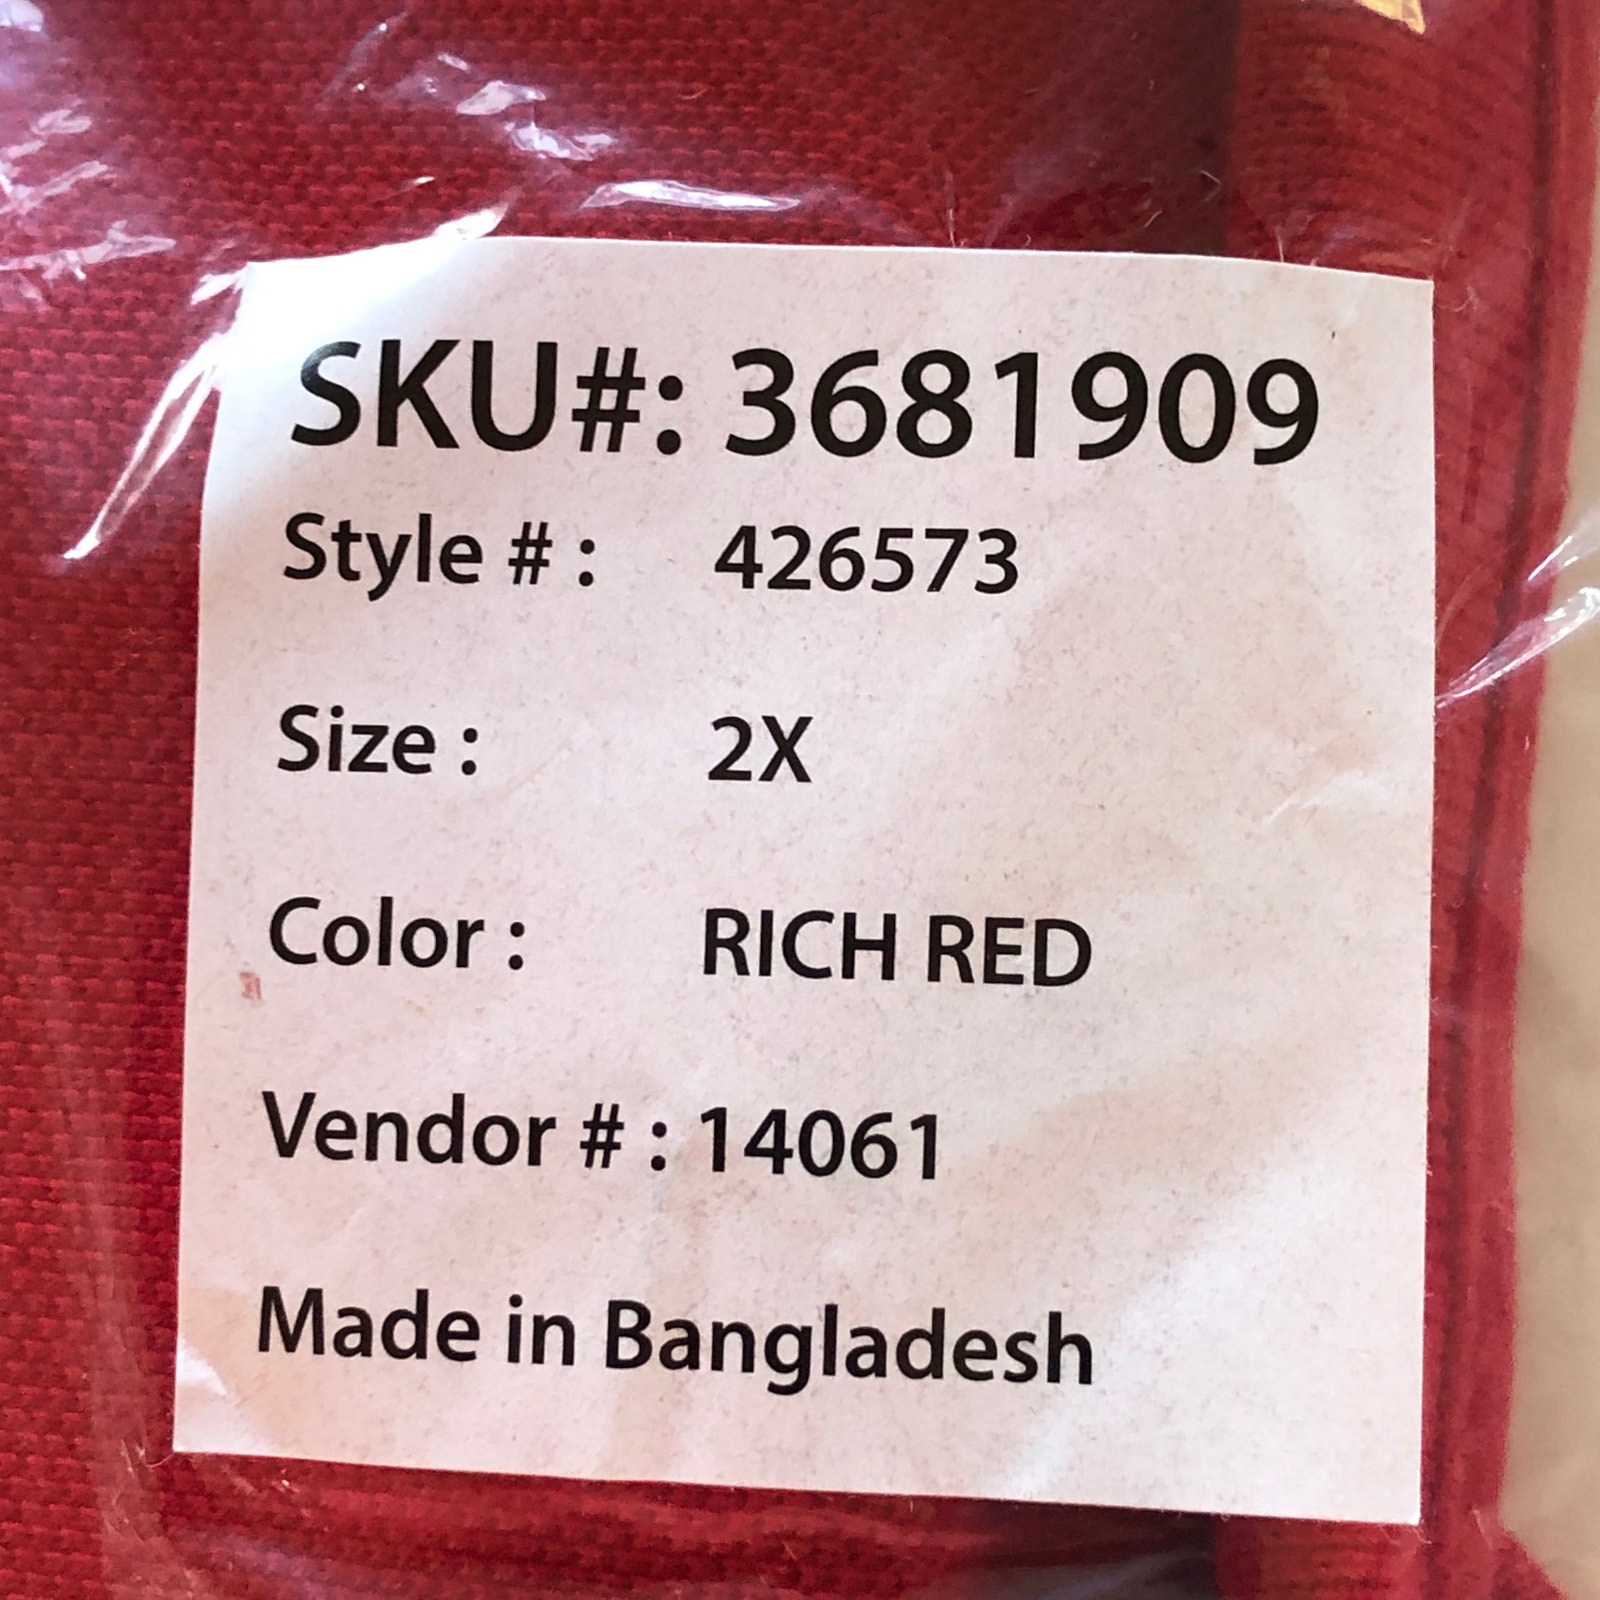 SKU#: 3681909
Style # : 426573
Size : 2X
Color : RICH RED
Vendor # : 14061
Made in Bangladesh